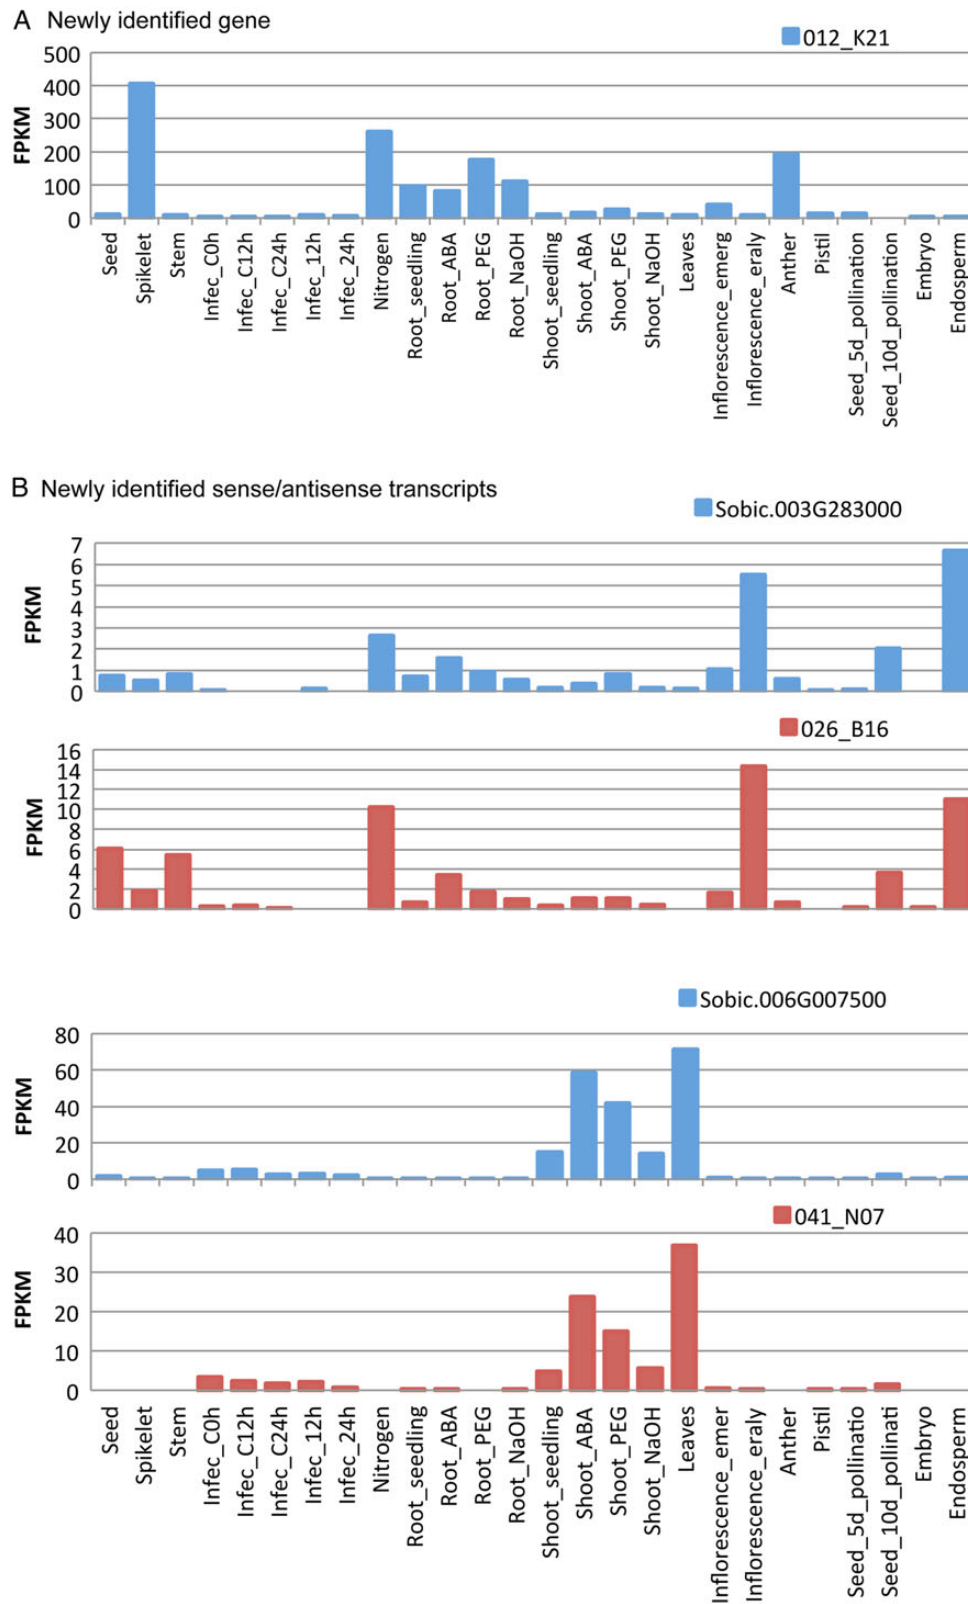 A Newly identified gene
012_K21
500
400
300
200
100
0
FPKM
Seed
Spikelet
Stem
Infec_C0h
Infec_C12h
Infec_C24h
Infec_12h
Infec_24h
Nitrogen
Root_seedling
Root_ABA
Root_PEG
Root_NaOH
Shoot_seedling
Shoot_ABA
Shoot_PEG
Shoot_NaOH
Leaves
Inflorescence_emerg
Inflorescence_eraly
Anther
Pistil
Seed_5d_pollination
Seed_10d_pollination
Embryo
Endosperm
B Newly identified sense/antisense transcripts
Sobic.003G283000
7
6
5
4
3
2
1
0
FPKM
026_B16
16
14
12
10
8
6
4
2
0
FPKM
Sobic.006G007500
80
60
40
20
0
FPKM
041_N07
40
30
20
10
0
FPKM
Seed
Spikelet
Stem
Infec_C0h
Infec_C12h
Infec_C24h
Infec_12h
Infec_24h
Nitrogen
Root_seedling
Root_ABA
Root_PEG
Root_NaOH
Shoot_seedling
Shoot_ABA
Shoot_PEG
Shoot_NaOH
Leaves
Inflorescence_emer
Inflorescence_eraly
Anther
Pistil
Seed_5d_pollinatio
Seed_10d_pollinati
Embryo
Endosperm